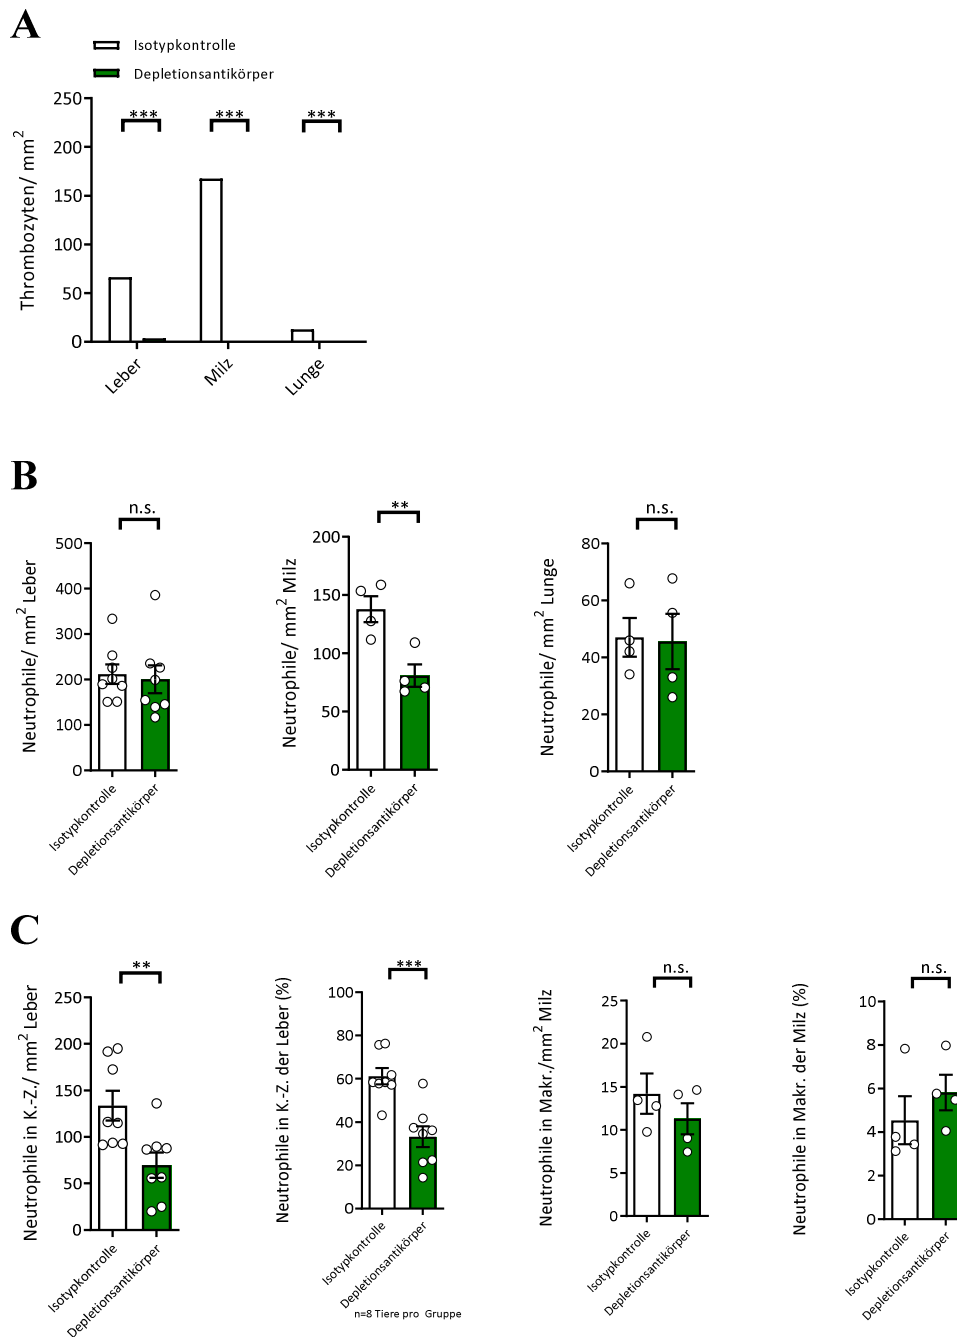 A
Isotypkontrolle
Depletionsantikörper
Thrombozyten/ mm²
250
200
150
100
50
0
***
***
***
Leber
Milz
Lunge
B
Neutrophile/ mm² Leber
500
400
300
200
100
0
n.s.
Isotypkontrolle
Depletionsantikörper
Neutrophile/ mm² Milz
200
150
100
50
0
**
Isotypkontrolle
Depletionsantikörper
Neutrophile/ mm² Lunge
80
60
40
20
0
n.s.
Isotypkontrolle
Depletionsantikörper
C
Neutrophile in K.-Z./ mm² Leber
250
200
150
100
50
0
**
Isotypkontrolle
Depletionsantikörper
Neutrophile in K.-Z. der Leber (%)
100
80
60
40
20
0
***
Isotypkontrolle
Depletionsantikörper
n=8 Tiere pro Gruppe
Neutrophile in Makr./mm² Milz
25
20
15
10
5
0
n.s.
Isotypkontrolle
Depletionsantikörper
Neutrophile in Makr. der Milz (%)
10
8
6
4
2
0
n.s.
Isotypkontrolle
Depletionsantikörper